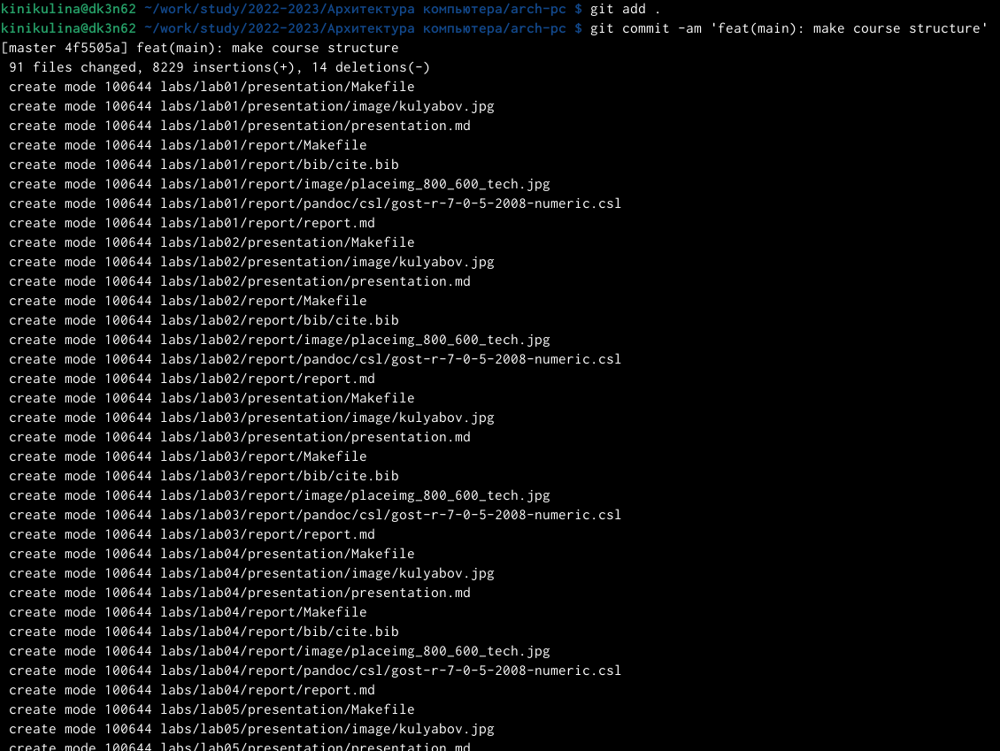 kinikulina@dk3n62 ~/work/study/2022-2023/Архитектура компьютера/arch-pc $ git add .
kinikulina@dk3n62 ~/work/study/2022-2023/Архитектура компьютера/arch-pc $ git commit -am 'feat(main): make course structure'
[master 4f5505a] feat(main): make course structure
 91 files changed, 8229 insertions(+), 14 deletions(-)
 create mode 100644 labs/lab01/presentation/Makefile
 create mode 100644 labs/lab01/presentation/image/kulyabov.jpg
 create mode 100644 labs/lab01/presentation/presentation.md
 create mode 100644 labs/lab01/report/Makefile
 create mode 100644 labs/lab01/report/bib/cite.bib
 create mode 100644 labs/lab01/report/image/placeimg_800_600_tech.jpg
 create mode 100644 labs/lab01/report/pandoc/csl/gost-r-7-0-5-2008-numeric.csl
 create mode 100644 labs/lab01/report/report.md
 create mode 100644 labs/lab02/presentation/Makefile
 create mode 100644 labs/lab02/presentation/image/kulyabov.jpg
 create mode 100644 labs/lab02/presentation/presentation.md
 create mode 100644 labs/lab02/report/Makefile
 create mode 100644 labs/lab02/report/bib/cite.bib
 create mode 100644 labs/lab02/report/image/placeimg_800_600_tech.jpg
 create mode 100644 labs/lab02/report/pandoc/csl/gost-r-7-0-5-2008-numeric.csl
 create mode 100644 labs/lab02/report/report.md
 create mode 100644 labs/lab03/presentation/Makefile
 create mode 100644 labs/lab03/presentation/image/kulyabov.jpg
 create mode 100644 labs/lab03/presentation/presentation.md
 create mode 100644 labs/lab03/report/Makefile
 create mode 100644 labs/lab03/report/bib/cite.bib
 create mode 100644 labs/lab03/report/image/placeimg_800_600_tech.jpg
 create mode 100644 labs/lab03/report/pandoc/csl/gost-r-7-0-5-2008-numeric.csl
 create mode 100644 labs/lab03/report/report.md
 create mode 100644 labs/lab04/presentation/Makefile
 create mode 100644 labs/lab04/presentation/image/kulyabov.jpg
 create mode 100644 labs/lab04/presentation/presentation.md
 create mode 100644 labs/lab04/report/Makefile
 create mode 100644 labs/lab04/report/bib/cite.bib
 create mode 100644 labs/lab04/report/image/placeimg_800_600_tech.jpg
 create mode 100644 labs/lab04/report/pandoc/csl/gost-r-7-0-5-2008-numeric.csl
 create mode 100644 labs/lab04/report/report.md
 create mode 100644 labs/lab05/presentation/Makefile
 create mode 100644 labs/lab05/presentation/image/kulyabov.jpg
 create mode 100644 labs/lab05/presentation/presentation.md